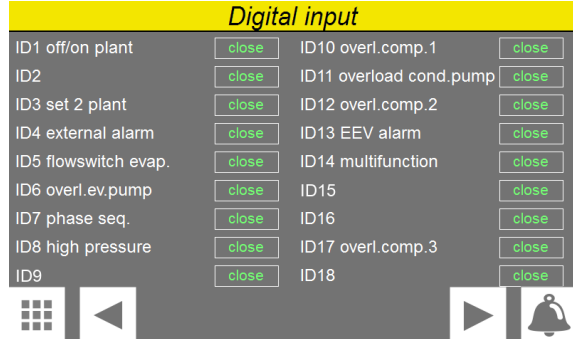 Digital input
ID1 off/on plant close
ID2 close
ID3 set 2 plant close
ID4 external alarm close
ID5 flowswitch evap. close
ID6 overl.ev.pump close
ID7 phase seq. close
ID8 high pressure close
ID9 close
ID10 overl.comp.1 close
ID11 overload cond.pump close
ID12 overl.comp.2 close
ID13 EEV alarm close
ID14 multifunction close
ID15 close
ID16 close
ID17 overl.comp.3 close
ID18 close